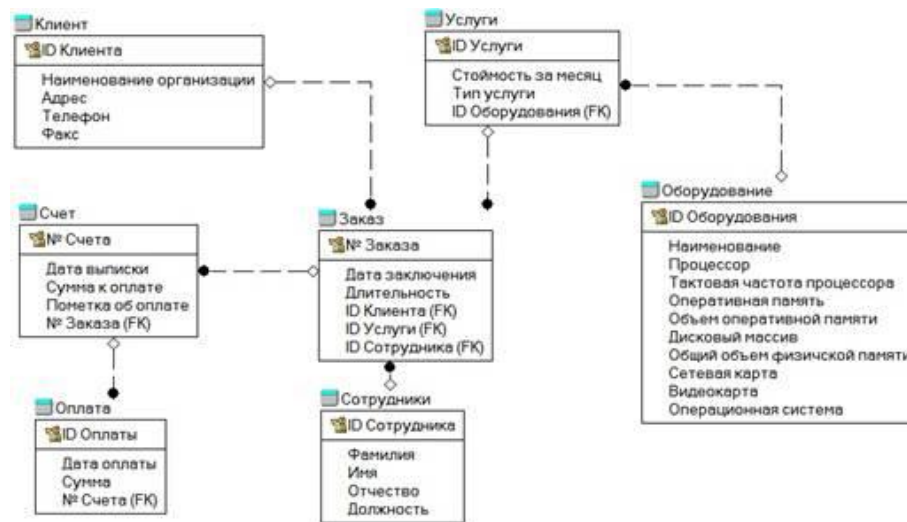 Клиент
ID Клиента
Наименование организации
Адрес
Телефон
Факс
Услуги
ID Услуги
Стоймость за месяц
Тип услуги
ID Оборудования (FK)
Оборудование
ID Оборудования
Наименование
Процессор
Тактовая частота процессора
Оперативная память
Объем оперативной памяти
Дисковый массив
Общий объем физичской памяти
Сетевая карта
Видеокарта
Операционная система
Счет
№ Счета
Дата выписки
Сумма к оплате
Пометка об оплате
№ Заказа (FK)
Заказ
№ Заказа
Дата заключения
Длительность
ID Клиента (FK)
ID Услуги (FK)
ID Сотрудника (FK)
Оплата
ID Оплаты
Дата оплаты
Сумма
№ Счета (FK)
Сотрудники
ID Сотрудника
Фамилия
Имя
Отчество
Должность